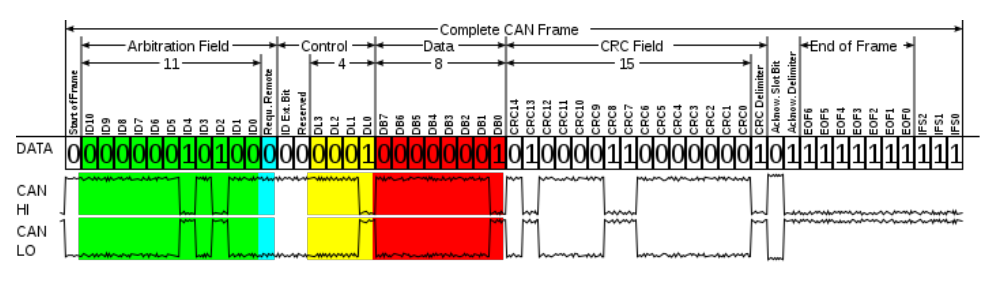 Complete CAN Frame
Arbitration Field Control Data CRC Field End of Frame
11 4 8 15
Start of Frame
ID10
ID9
ID8
ID7
ID6
ID5
ID4
ID3
ID2
ID1
ID0
Requ. Remote
ID Ext. Bit
Reserved
DL3
DL2
DL1
DL0
DB7
DB6
DB5
DB4
DB3
DB2
DB1
DB0
CRC14
CRC13
CRC12
CRC11
CRC10
CRC9
CRC8
CRC7
CRC6
CRC5
CRC4
CRC3
CRC2
CRC1
CRC0
CRC Delimiter
Acknow. Slot Bit
Acknow. Delimiter
EOF6
EOF5
EOF4
EOF3
EOF2
EOF1
EOF0
IFS2
IFS1
IFS0
DATA 0 0 0 0 0 0 0 1 0 1 0 0 0 0 0 0 0 0 1 0 0 0 0 0 0 0 1 0 1 0 0 0 0 1 1 0 0 0 0 0 0 0 1 0 1 1 1 1 1 1 1 1 1 1 1
CAN
HI
CAN
LO